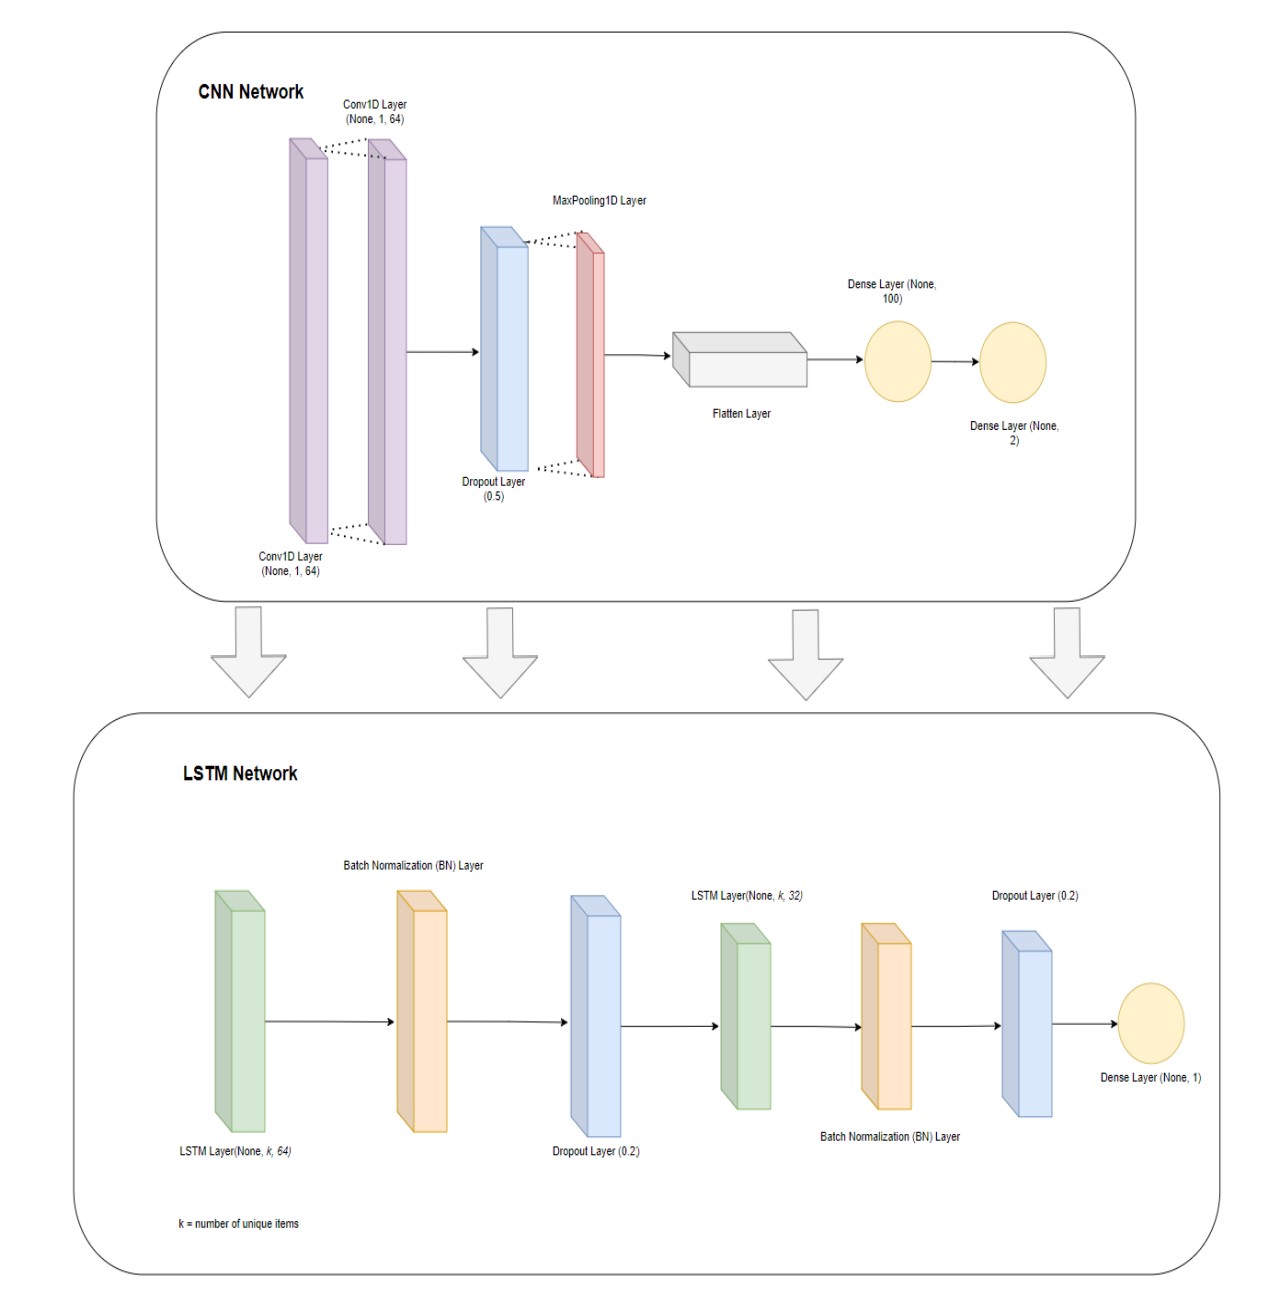 CNN Network
Conv1D Layer
(None, 1, 64)
MaxPooling1D Layer
Dense Layer (None,
100)
Flatten Layer
Dense Layer (None,
2)
Dropout Layer
(0.5)
Conv1D Layer
(None, 1, 64)
LSTM Network
Batch Normalization (BN) Layer
LSTM Layer(None, k, 32)
Dropout Layer (0.2)
Dense Layer (None, 1)
Batch Normalization (BN) Layer
LSTM Layer(None, k, 64)
Dropout Layer (0.2)
k = number of unique items